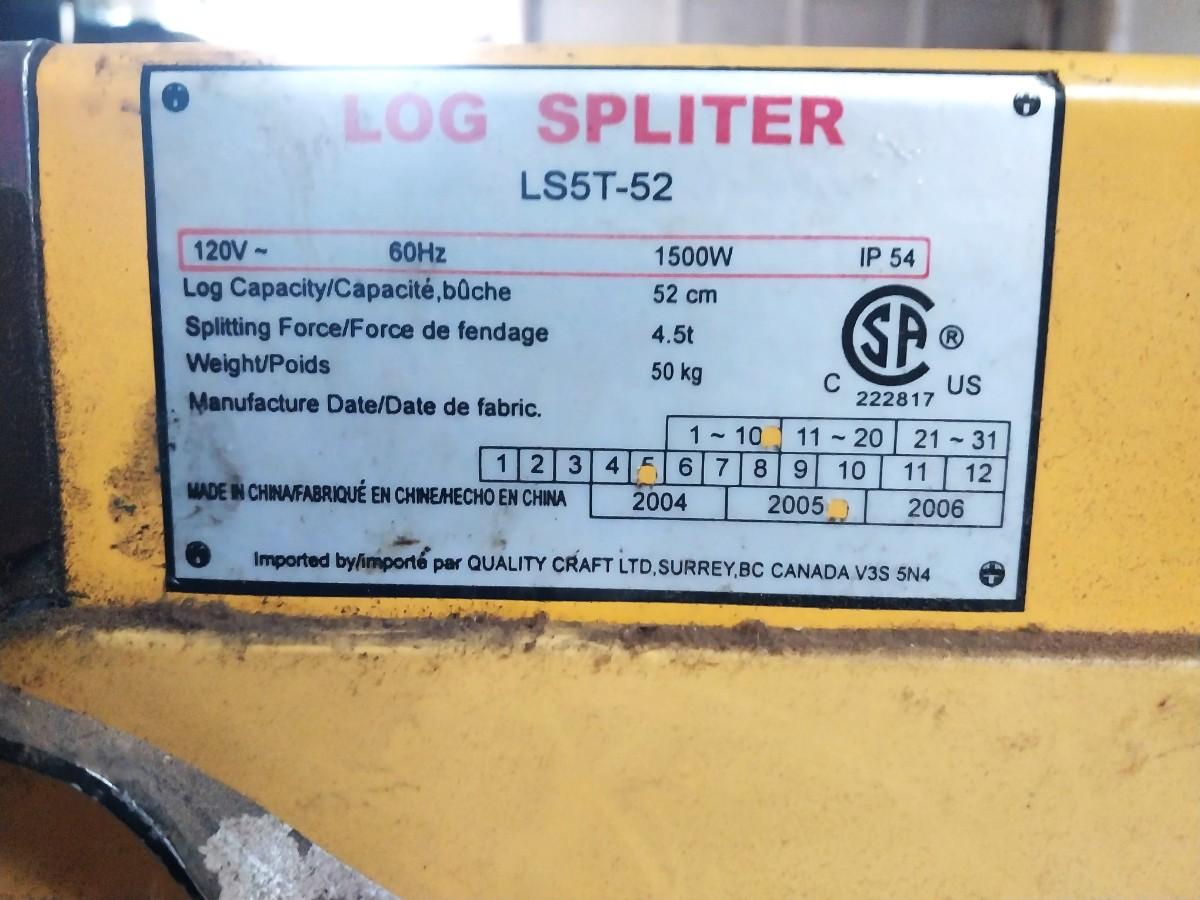 LOG SPLITER
LS5T-52
120V ~ 60Hz 1500W IP 54
Log Capacity/Capacité,bûche 52 cm
Splitting Force/Force de fendage 4.5t
Weight/Poids 50 kg
SA ®
C US
222817
Manufacture Date/Date de fabric.
1 ~ 10 11 ~ 20 21 ~ 31
1 2 3 4 5 6 7 8 9 10 11 12
MADE IN CHINA/FABRIQUÉ EN CHINE/HECHO EN CHINA 2004 2005 2006
Imported by/importé par QUALITY CRAFT LTD,SURREY,BC CANADA V3S 5N4